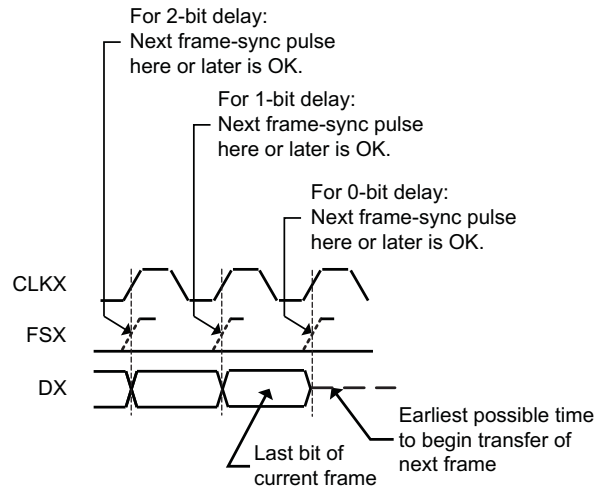 For 2-bit delay:
Next frame-sync pulse
here or later is OK.
For 1-bit delay:
Next frame-sync pulse
here or later is OK.
For 0-bit delay:
Next frame-sync pulse
here or later is OK.
CLKX
FSX
DX
Last bit of
current frame
Earliest possible time
to begin transfer of
next frame